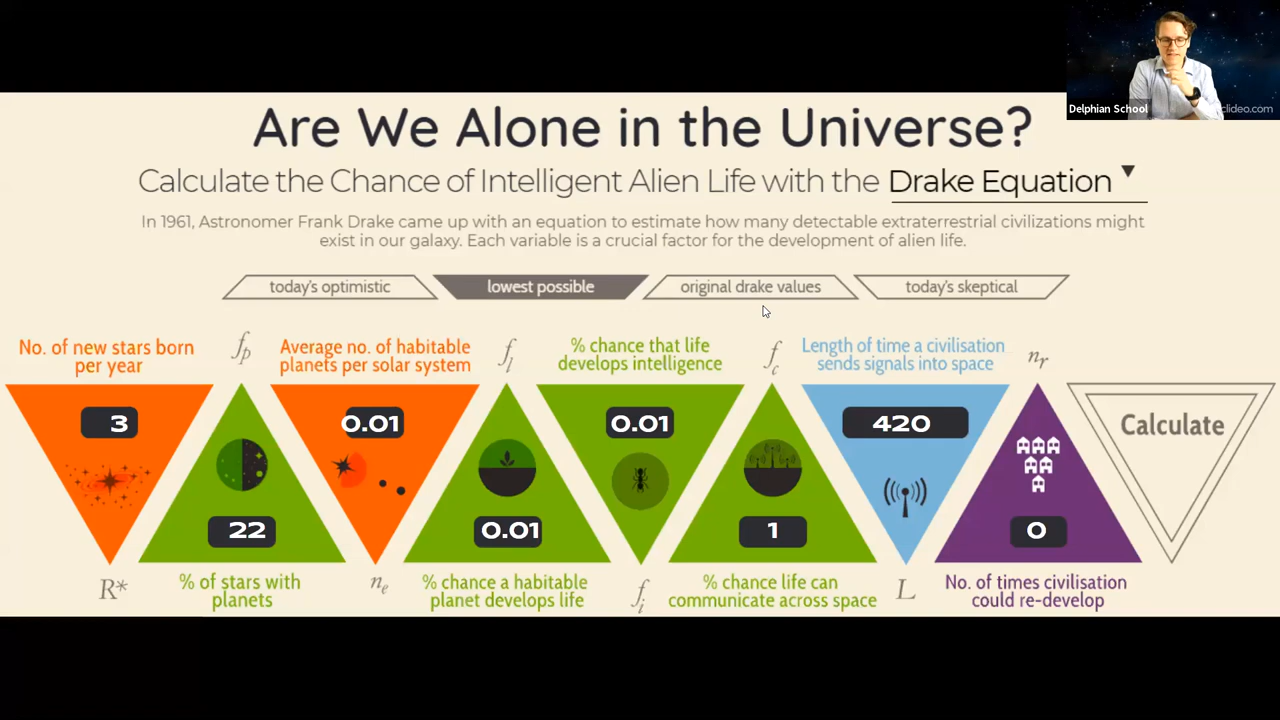 Delphian School
clideo.com
Are We Alone in the Universe?
Calculate the Chance of Intelligent Alien Life with the Drake Equation
In 1961, Astronomer Frank Drake came up with an equation to estimate how many detectable extraterrestrial civilizations might
exist in our galaxy. Each variable is a crucial factor for the development of alien life.
today's optimistic
lowest possible
original drake values
today's skeptical
No. of new stars born
per year
3
R*
fp
22
% of stars with
planets
Average no. of habitable
planets per solar system
0.01
ne
fl
0.01
% chance a habitable
planet develops life
% chance that life
develops intelligence
0.01
fi
fc
1
% chance life can
communicate across space
Length of time a civilisation
sends signals into space
420
L
nr
0
No. of times civilisation
could re-develop
Calculate